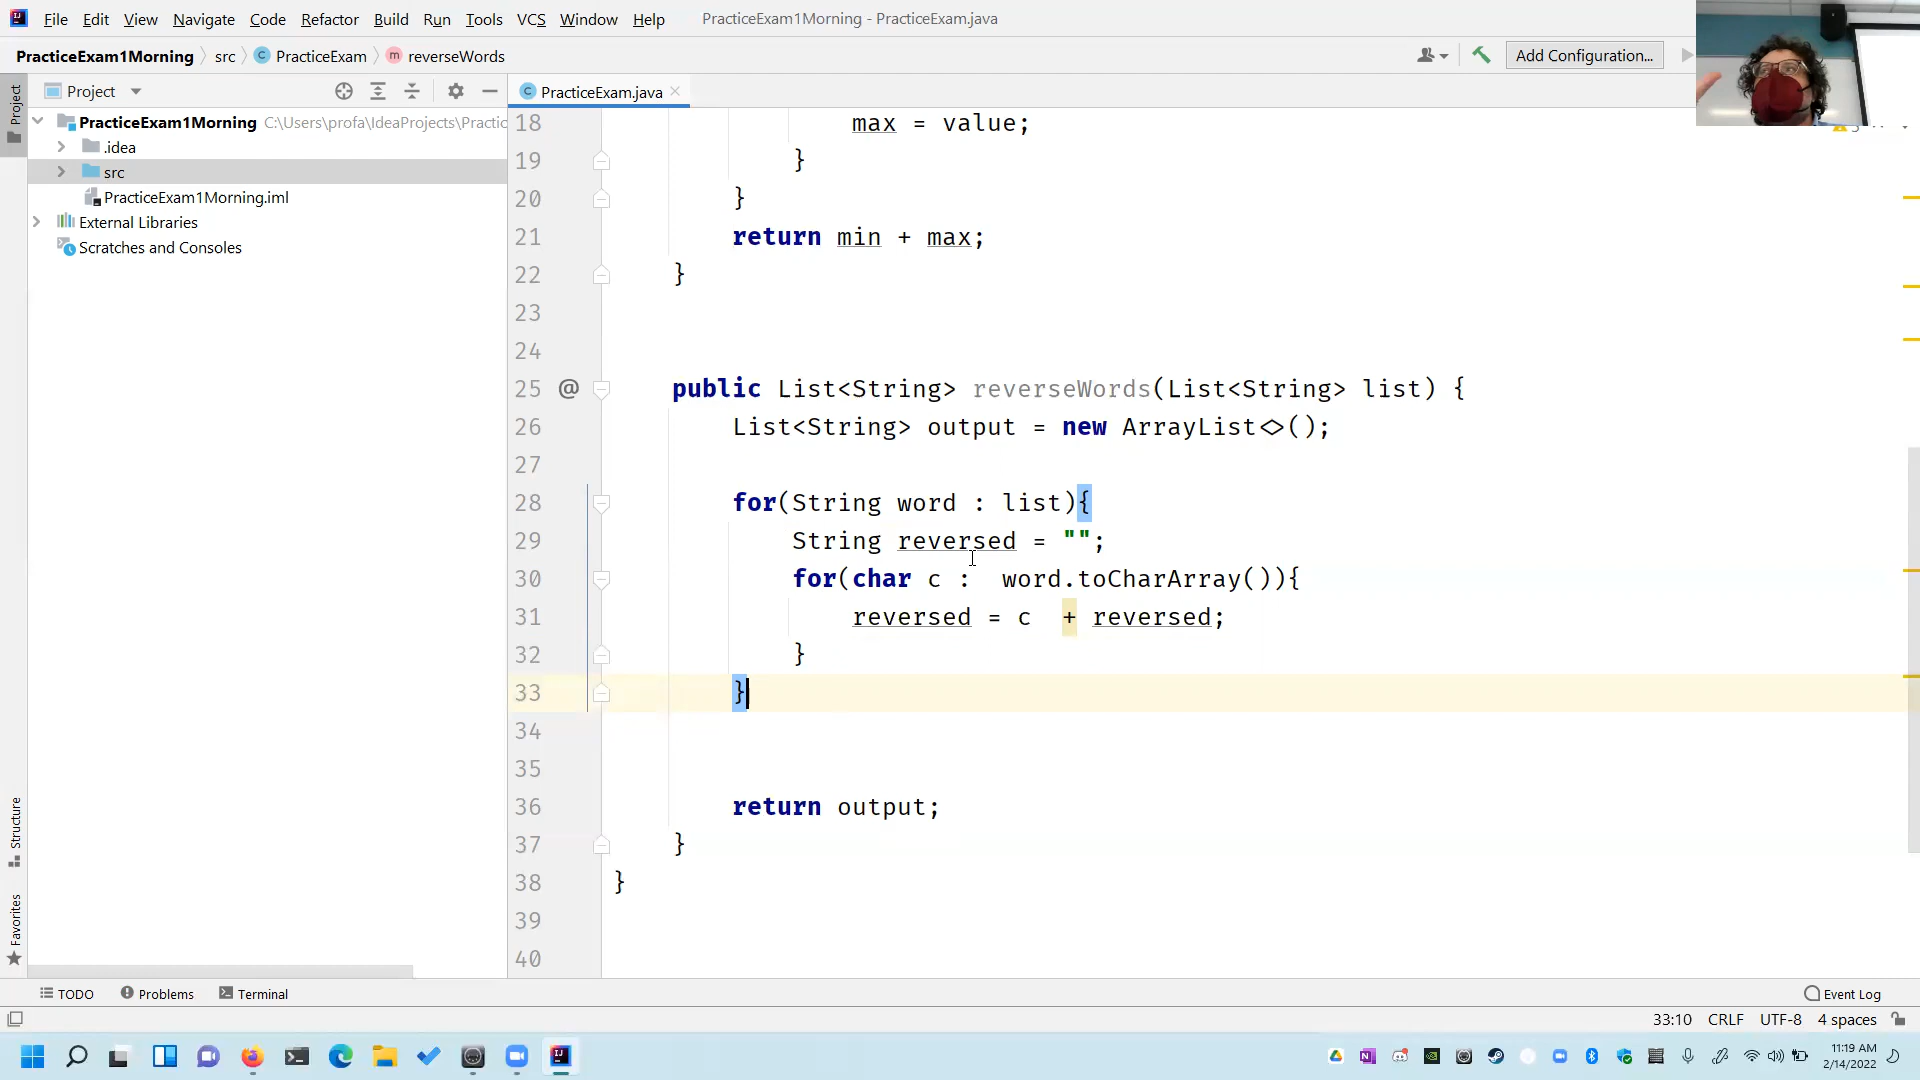 File Edit View Navigate Code Refactor Build Run Tools VCS Window Help PracticeExam1Morning - PracticeExam.java
PracticeExam1Morning src PracticeExam reverseWords Add Configuration...
Project PracticeExam.java
PracticeExam1Morning C:\Users\profa\IdeaProjects\Practic
.idea
src
PracticeExam1Morning.iml
External Libraries
Scratches and Consoles
Project
Structure
Favorites
18 max = value;
19 }
20 }
21 return min + max;
22 }
23
24
25 @ public List<String> reverseWords(List<String> list) {
26 List<String> output = new ArrayList<>();
27
28 for(String word : list){
29 String reversed = "";
30 for(char c :  word.toCharArray()){
31 reversed = c  + reversed;
32 }
33 }
34
35
36 return output;
37 }
38 }
39
40
TODO Problems Terminal Event Log
33:10 CRLF UTF-8 4 spaces
11:19 AM
2/14/2022